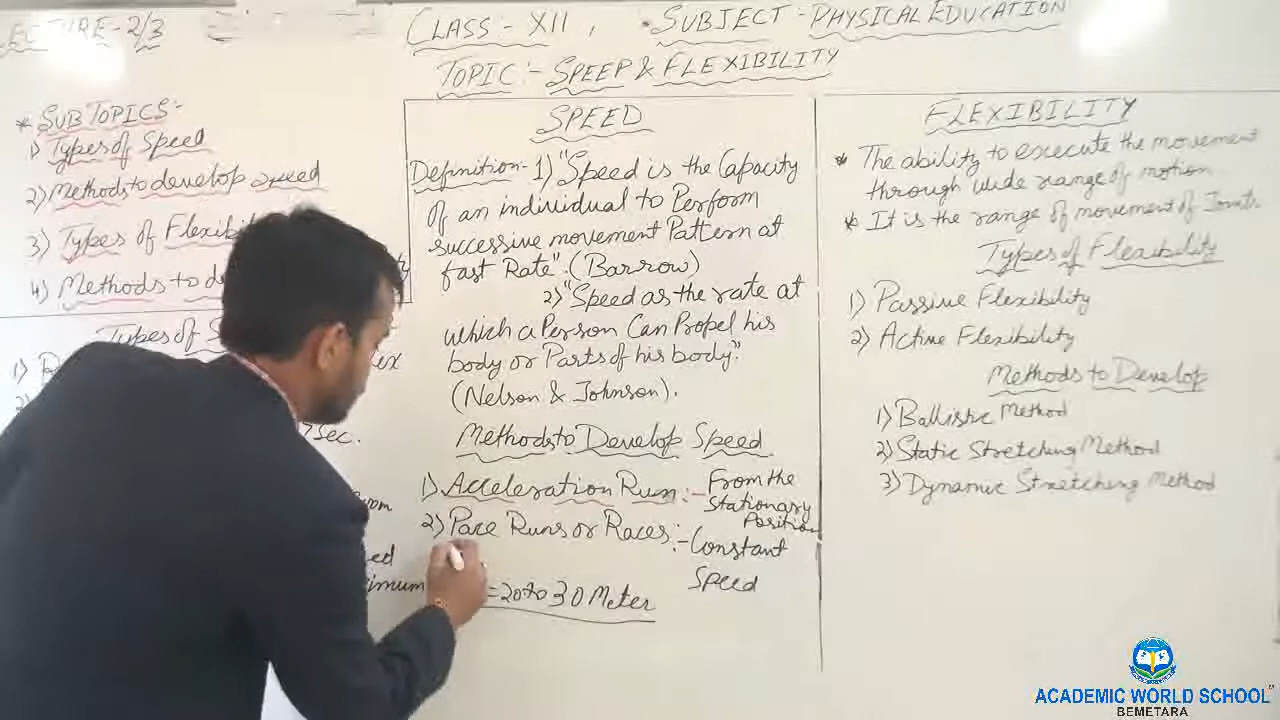 LECTURE-2/3
CLASS - XII, * SUBJECT - PHYSICAL EDUCATION
TOPIC:- SPEEP & FLEXIBILITY
* SUB TOPICS:-
1) Types of Speed
2) Methods to develop speed
3) Types of Flexibi
4) Methods to de
Types of S
1)
7 Sec.
SPEED
Definition- 1) "Speed is the Capacity
of an individual to Perform
successive movement Pattern at
fast Rate". (Barrow)
2) "Speed as the rate at
which a Person Can Propel his
body or Parts of his body".
(Nelson & Johnson).
Methods to Develop Speed
1) Acceleration Run:- From the
Stationary
Position
2) Pace Runs or Races:- Constant
Speed
=20 to 30 Meter
FLEXIBILITY
* The ability to execute the movement
through wide range of motion.
* It is the range of movement of Joints
Types of Flexibility
1) Passive Flexibility
2) Active Flexibility
Methods to Develop
1) Ballistic Method
2) Static Stretching Method
3) Dynamic Stretching Method
ACADEMIC WORLD SCHOOL
BEMETARA